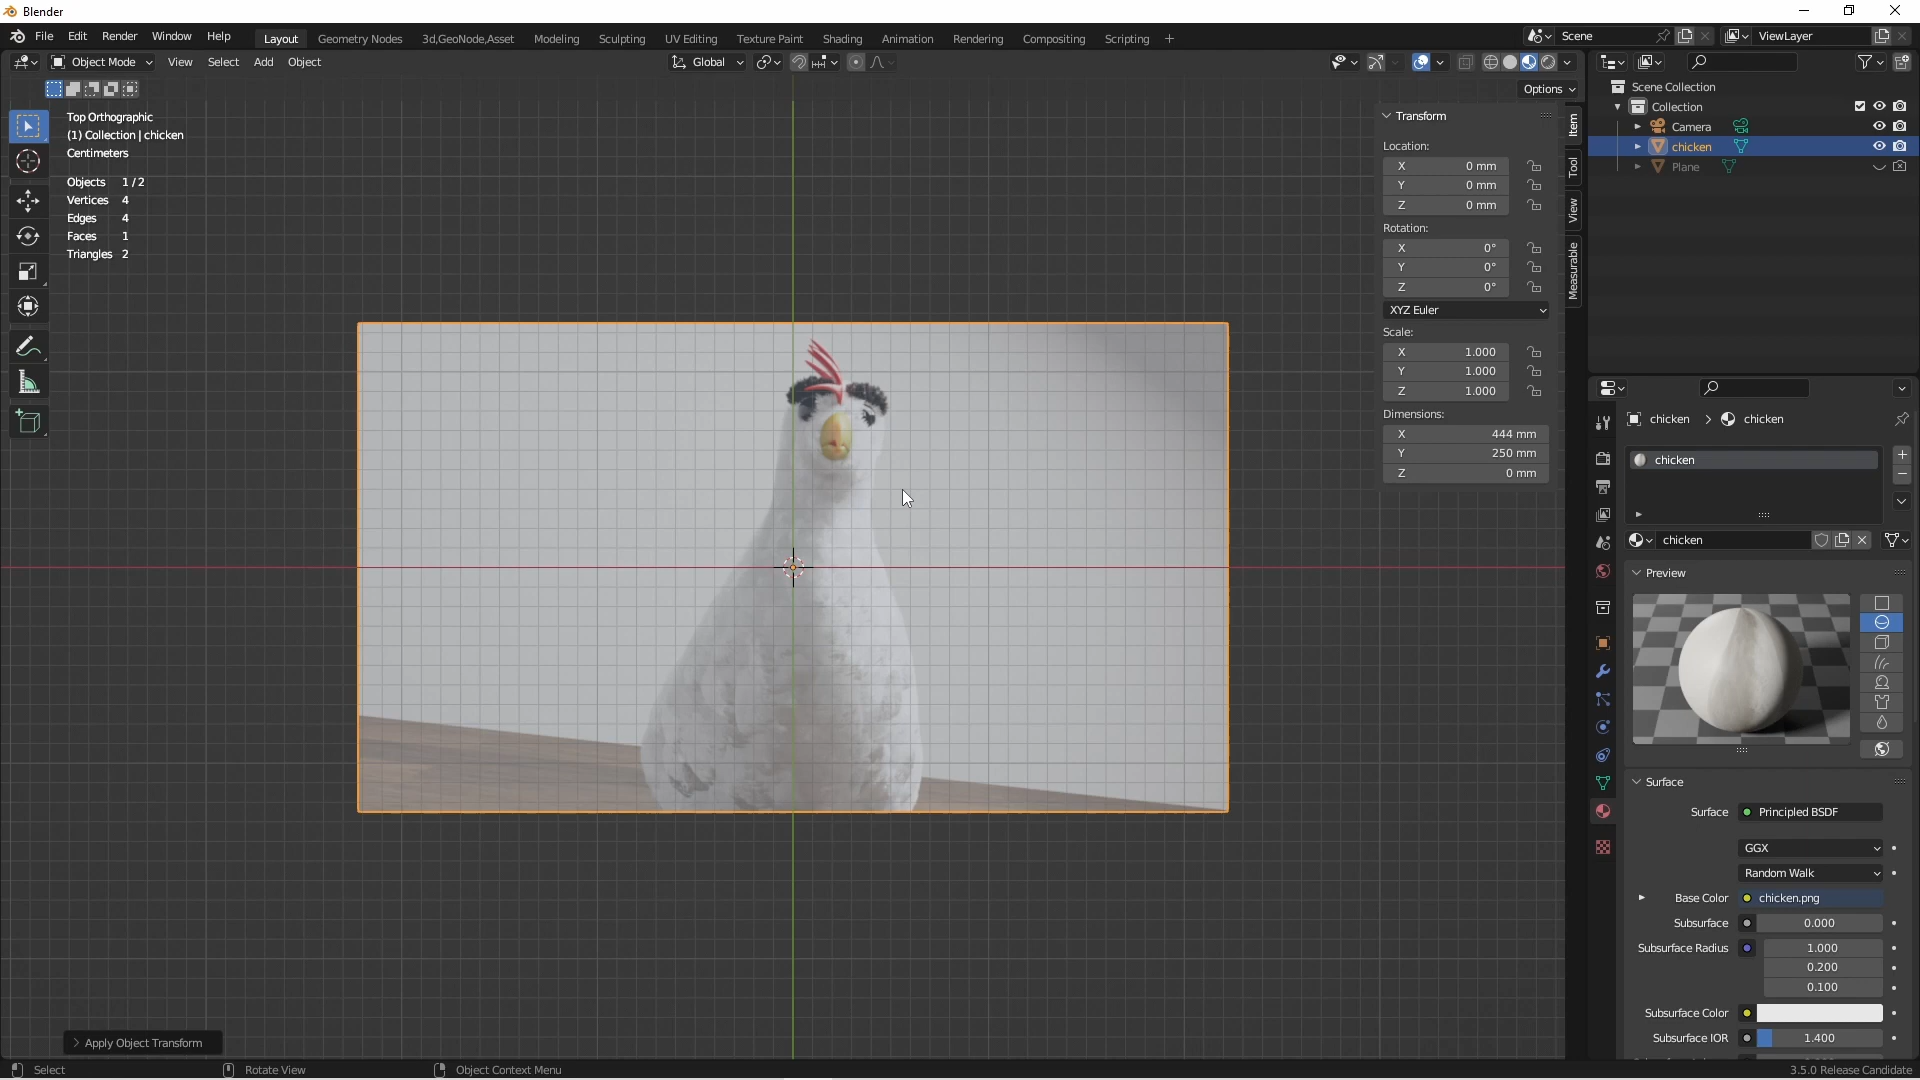 Blender
File Edit Render Window Help
Layout Geometry Nodes 3d,GeoNode,Asset Modeling Sculpting UV Editing Texture Paint Shading Animation Rendering Compositing Scripting +
Scene
ViewLayer
Object Mode View Select Add Object
Global
Options
Top Orthographic
(1) Collection | chicken
Centimeters
Objects 1/2
Vertices 4
Edges 4
Faces 1
Triangles 2
Transform
Location:
X 0 mm
Y 0 mm
Z 0 mm
Rotation:
X 0°
Y 0°
Z 0°
XYZ Euler
Scale:
X 1.000
Y 1.000
Z 1.000
Dimensions:
X 444 mm
Y 250 mm
Z 0 mm
Item
Tool
View
Measurable
Scene Collection
Collection
Camera
chicken
Plane
chicken > chicken
chicken
chicken
Preview
Surface
Surface Principled BSDF
GGX
Random Walk
Base Color chicken.png
Subsurface 0.000
Subsurface Radius 1.000
0.200
0.100
Subsurface Color
Subsurface IOR 1.400
> Apply Object Transform
Select Rotate View Object Context Menu
3.5.0 Release Candidate